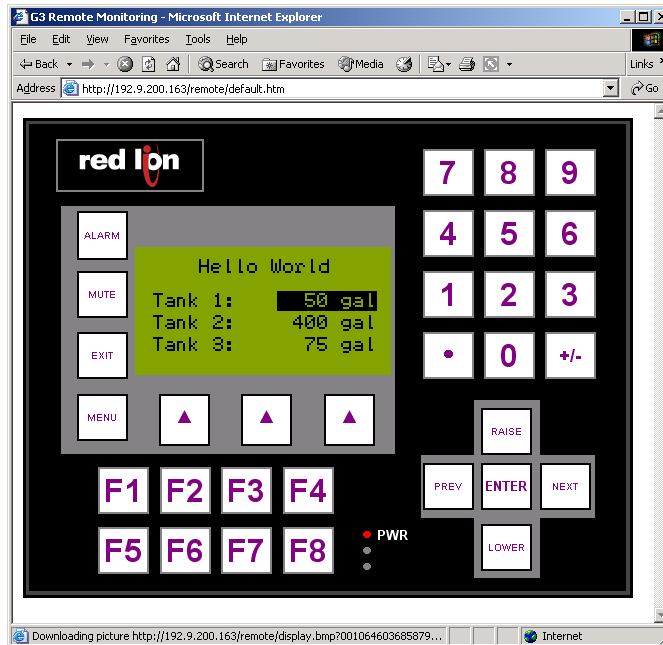 G3 Remote Monitoring - Microsoft Internet Explorer
File Edit View Favorites Tools Help
Back Search Favorites Media Links
Address http://192.9.200.163/remote/default.htm Go
red lion
7 8 9
ALARM
4 5 6
Hello World
MUTE
Tank 1: 50 gal
1 2 3
Tank 2: 400 gal
Tank 3: 75 gal
EXIT
• 0 +/-
MENU ▲ ▲ ▲
RAISE
F1 F2 F3 F4
PREV ENTER NEXT
F5 F6 F7 F8
PWR
LOWER
Downloading picture http://192.9.200.163/remote/display.bmp?001064603685879... Internet